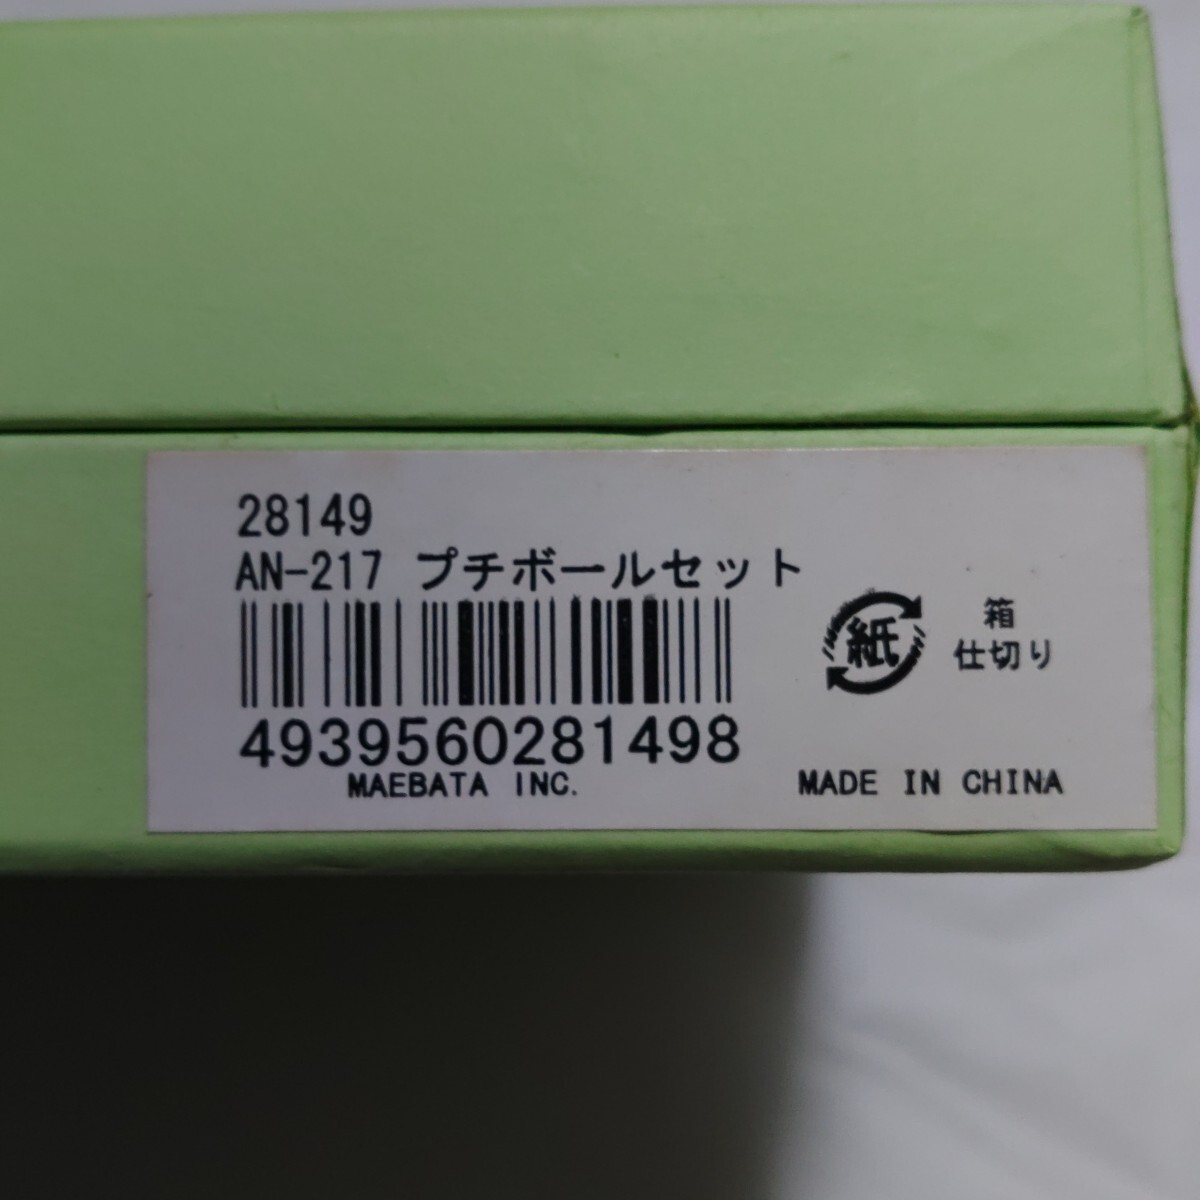 28149
AN-217 プチボールセット
4939560281498
MAEBATA INC.
紙
箱
仕切り
MADE IN CHINA